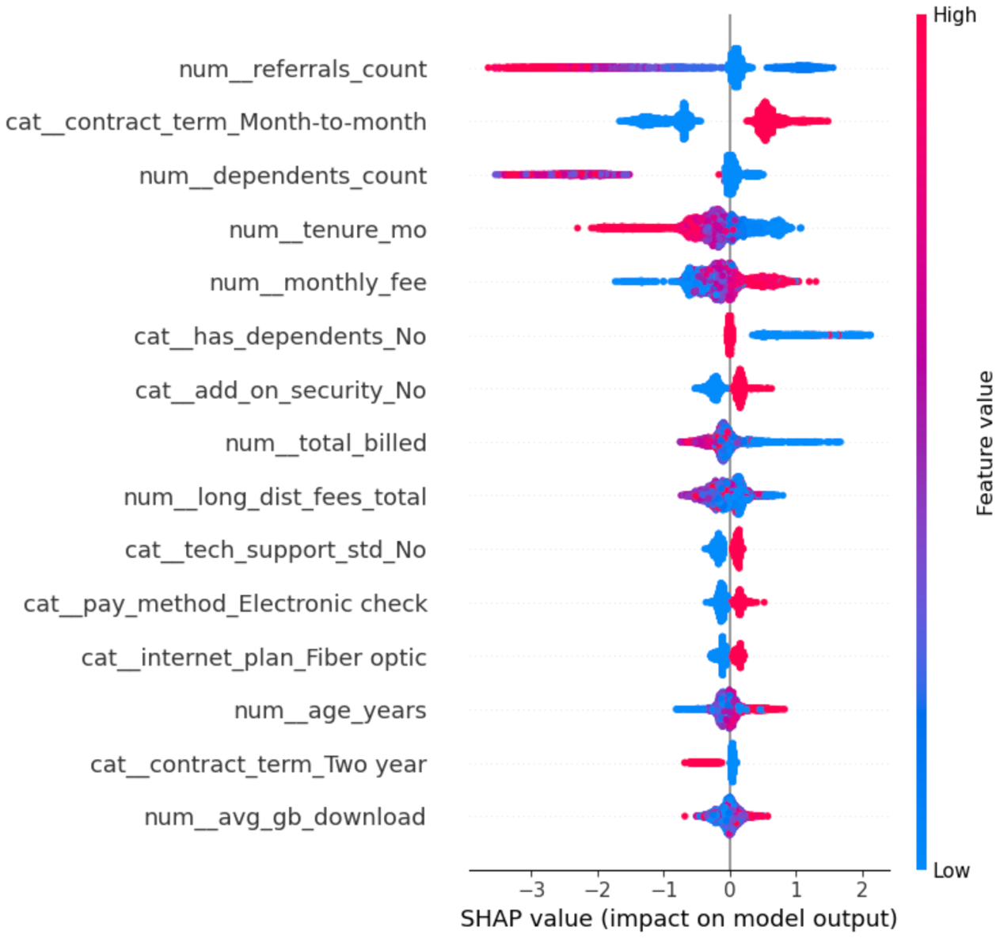 High
num__referrals_count
cat__contract_term_Month-to-month
num__dependents_count
num__tenure_mo
num__monthly_fee
cat__has_dependents_No
cat__add_on_security_No
num__total_billed
num__long_dist_fees_total
cat__tech_support_std_No
cat__pay_method_Electronic check
cat__internet_plan_Fiber optic
num__age_years
cat__contract_term_Two year
num__avg_gb_download
Feature value
Low
−3 −2 −1 0 1 2
SHAP value (impact on model output)